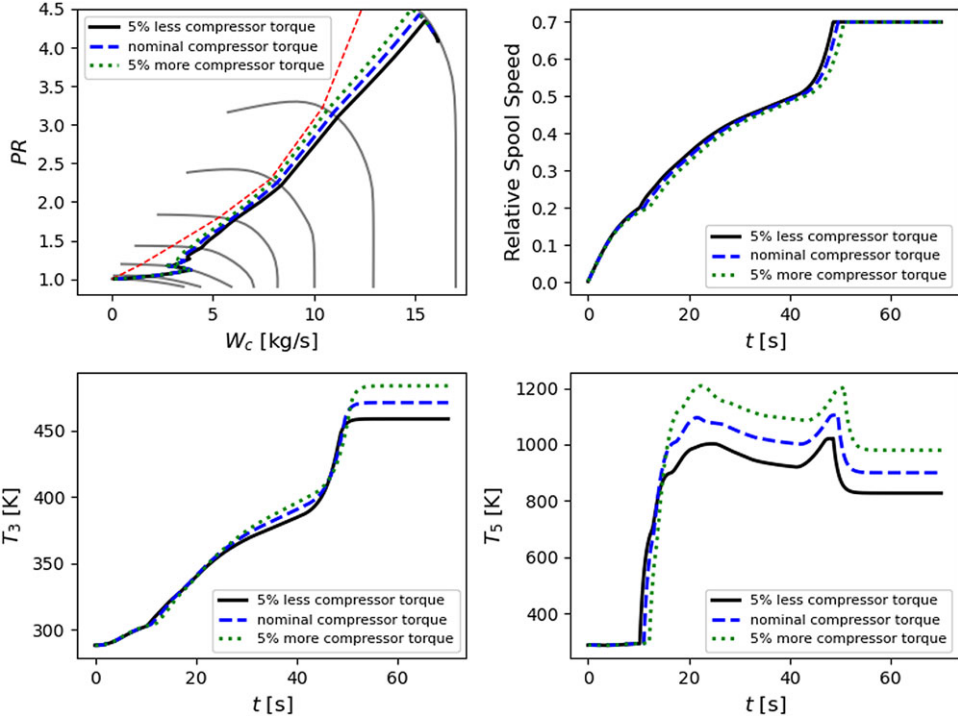 4.5
4.0
3.5
3.0
2.5
2.0
1.5
1.0
PR
5% less compressor torque
nominal compressor torque
5% more compressor torque
0 5 10 15
W_c [kg/s]
0.7
0.6
0.5
0.4
0.3
0.2
0.1
0.0
Relative Spool Speed
5% less compressor torque
nominal compressor torque
5% more compressor torque
0 20 40 60
t [s]
450
400
350
300
T_3 [K]
5% less compressor torque
nominal compressor torque
5% more compressor torque
0 20 40 60
t [s]
1200
1000
800
600
400
T_5 [K]
5% less compressor torque
nominal compressor torque
5% more compressor torque
0 20 40 60
t [s]